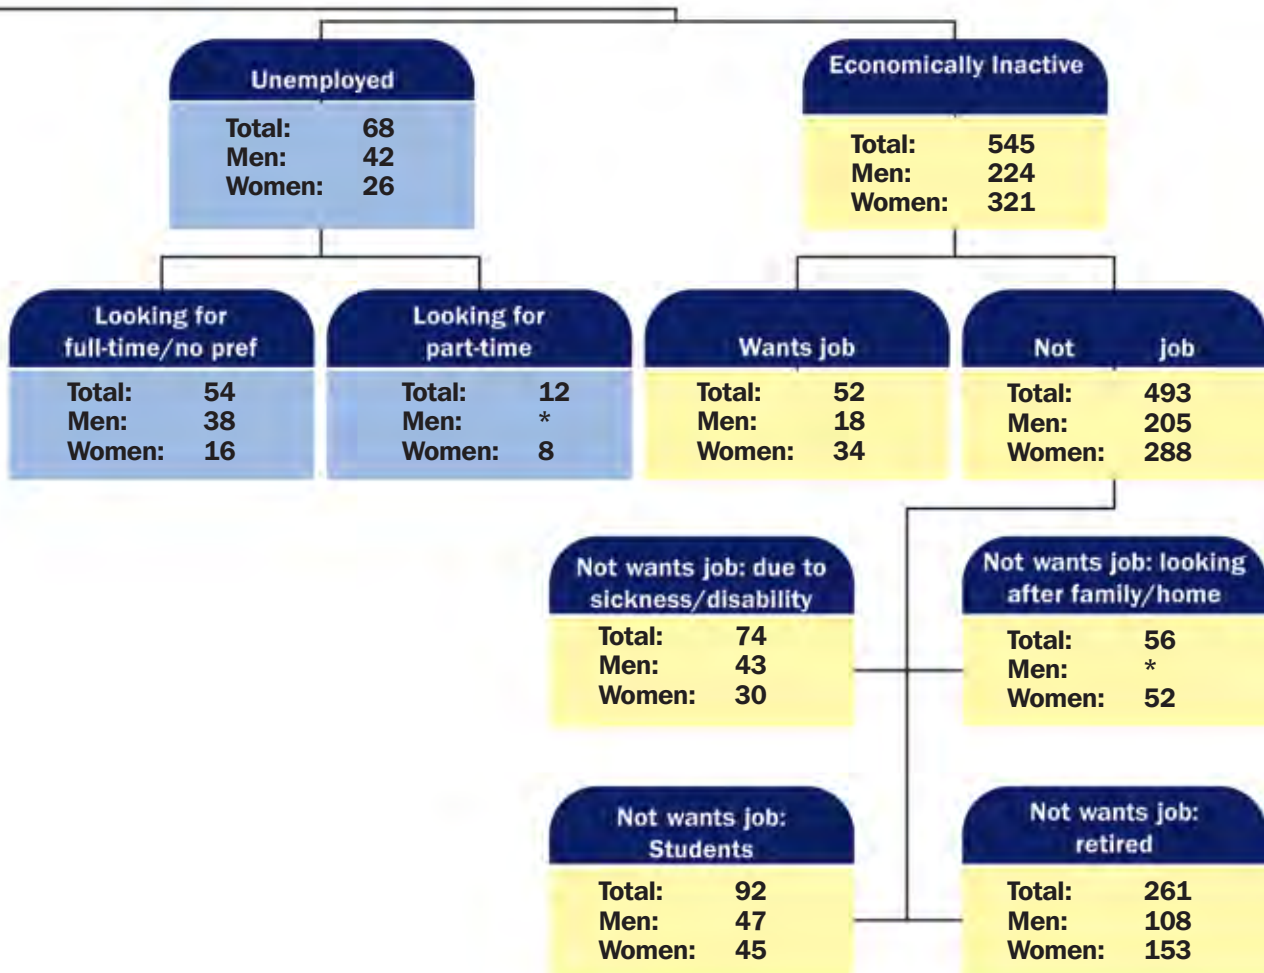 Unemployed
Total: 68
Men: 42
Women: 26
Economically Inactive
Total: 545
Men: 224
Women: 321
Looking for
full-time/no pref
Total: 54
Men: 38
Women: 16
Looking for
part-time
Total: 12
Men: *
Women: 8
Wants job
Total: 52
Men: 18
Women: 34
Not job
Total: 493
Men: 205
Women: 288
Not wants job: due to
sickness/disability
Total: 74
Men: 43
Women: 30
Not wants job: looking
after family/home
Total: 56
Men: *
Women: 52
Not wants job:
Students
Total: 92
Men: 47
Women: 45
Not wants job:
retired
Total: 261
Men: 108
Women: 153